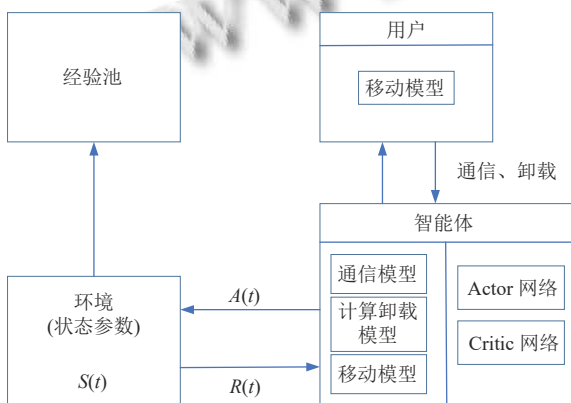 经验池
用户
移动模型
通信、卸载
智能体
通信模型
计算卸载
模型
移动模型
Actor 网络
Critic 网络
环境
(状态参数)
S(t)
A(t)
R(t)